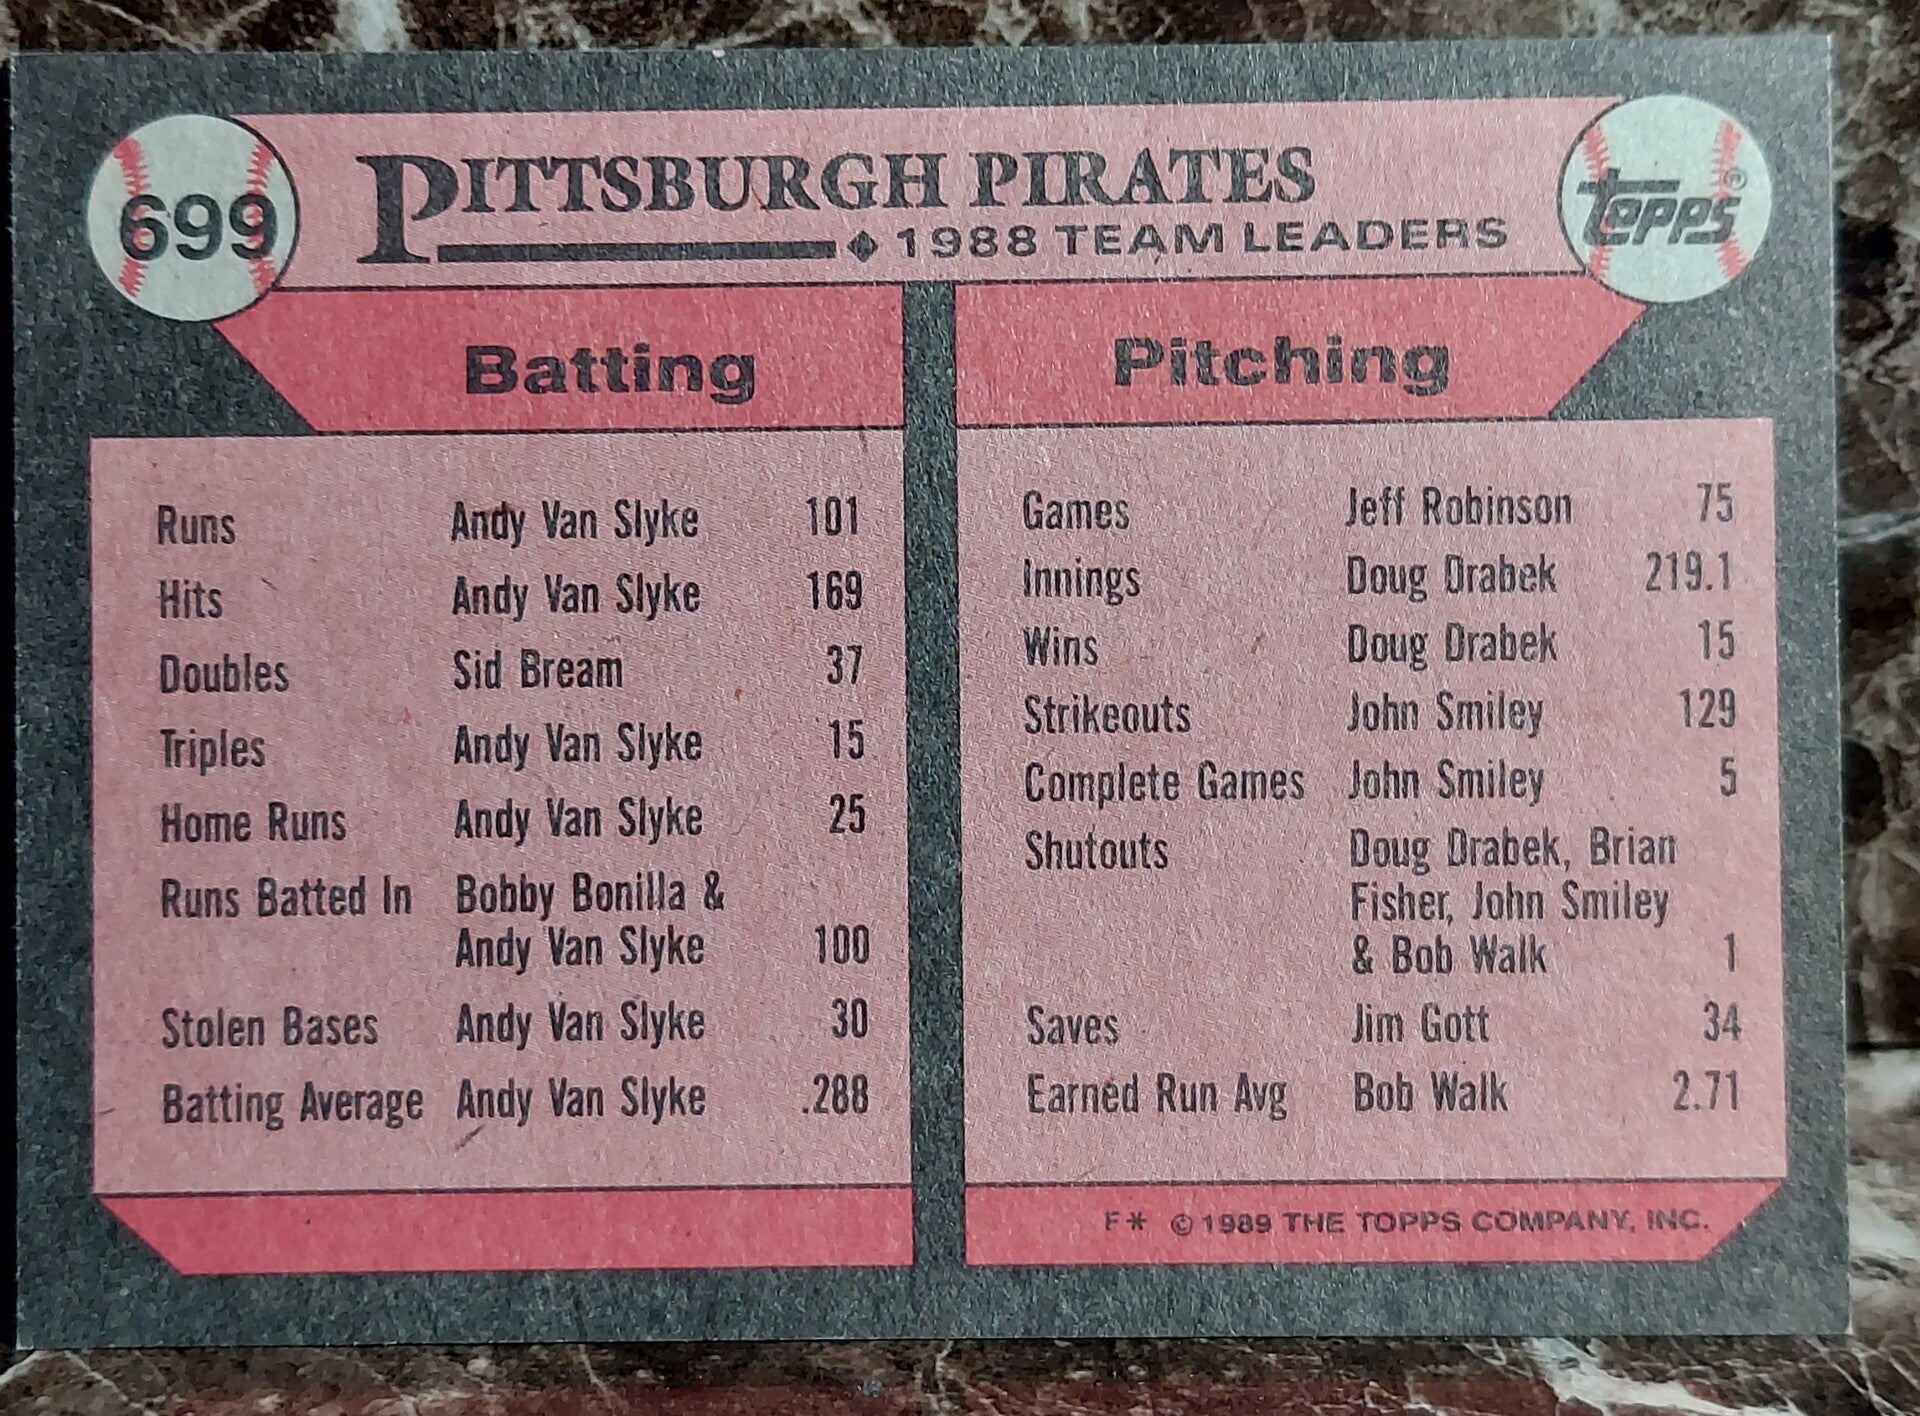 699
PITTSBURGH PIRATES
1988 TEAM LEADERS
TOPPS®
Batting
Runs Andy Van Slyke 101
Hits Andy Van Slyke 169
Doubles Sid Bream 37
Triples Andy Van Slyke 15
Home Runs Andy Van Slyke 25
Runs Batted In Bobby Bonilla &
Andy Van Slyke 100
Stolen Bases Andy Van Slyke 30
Batting Average Andy Van Slyke .288
Pitching
Games Jeff Robinson 75
Innings Doug Drabek 219.1
Wins Doug Drabek 15
Strikeouts John Smiley 129
Complete Games John Smiley 5
Shutouts Doug Drabek, Brian
Fisher, John Smiley
& Bob Walk 1
Saves Jim Gott 34
Earned Run Avg Bob Walk 2.71
F* © 1989 THE TOPPS COMPANY, INC.